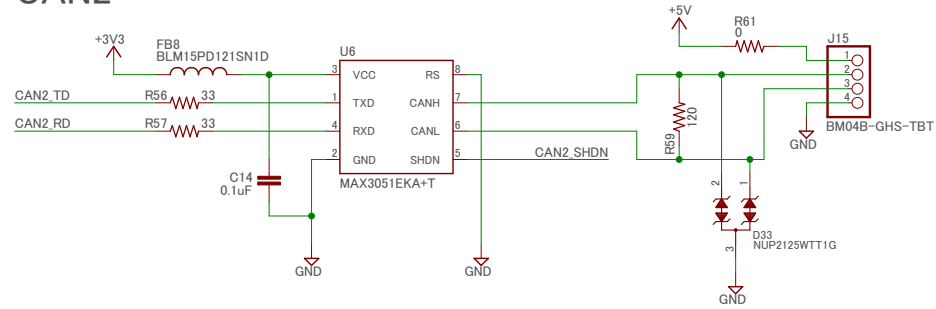 CAN2
+5V
R61
0
+3V3
FB8
BLM15PD121SN1D
U6
J15
3 VCC RS 8
1
2
3
4
CAN2_TD R56 33 1 TXD CANH 7
CAN2_RD R57 33 4 RXD CANL 6
R59
120
BM04B-GHS-TBT
GND
2 GND SHDN 5 CAN2_SHDN
C14
0.1uF
MAX3051EKA+T
2
1
D33
NUP2125WTT1G
3
GND
GND
GND